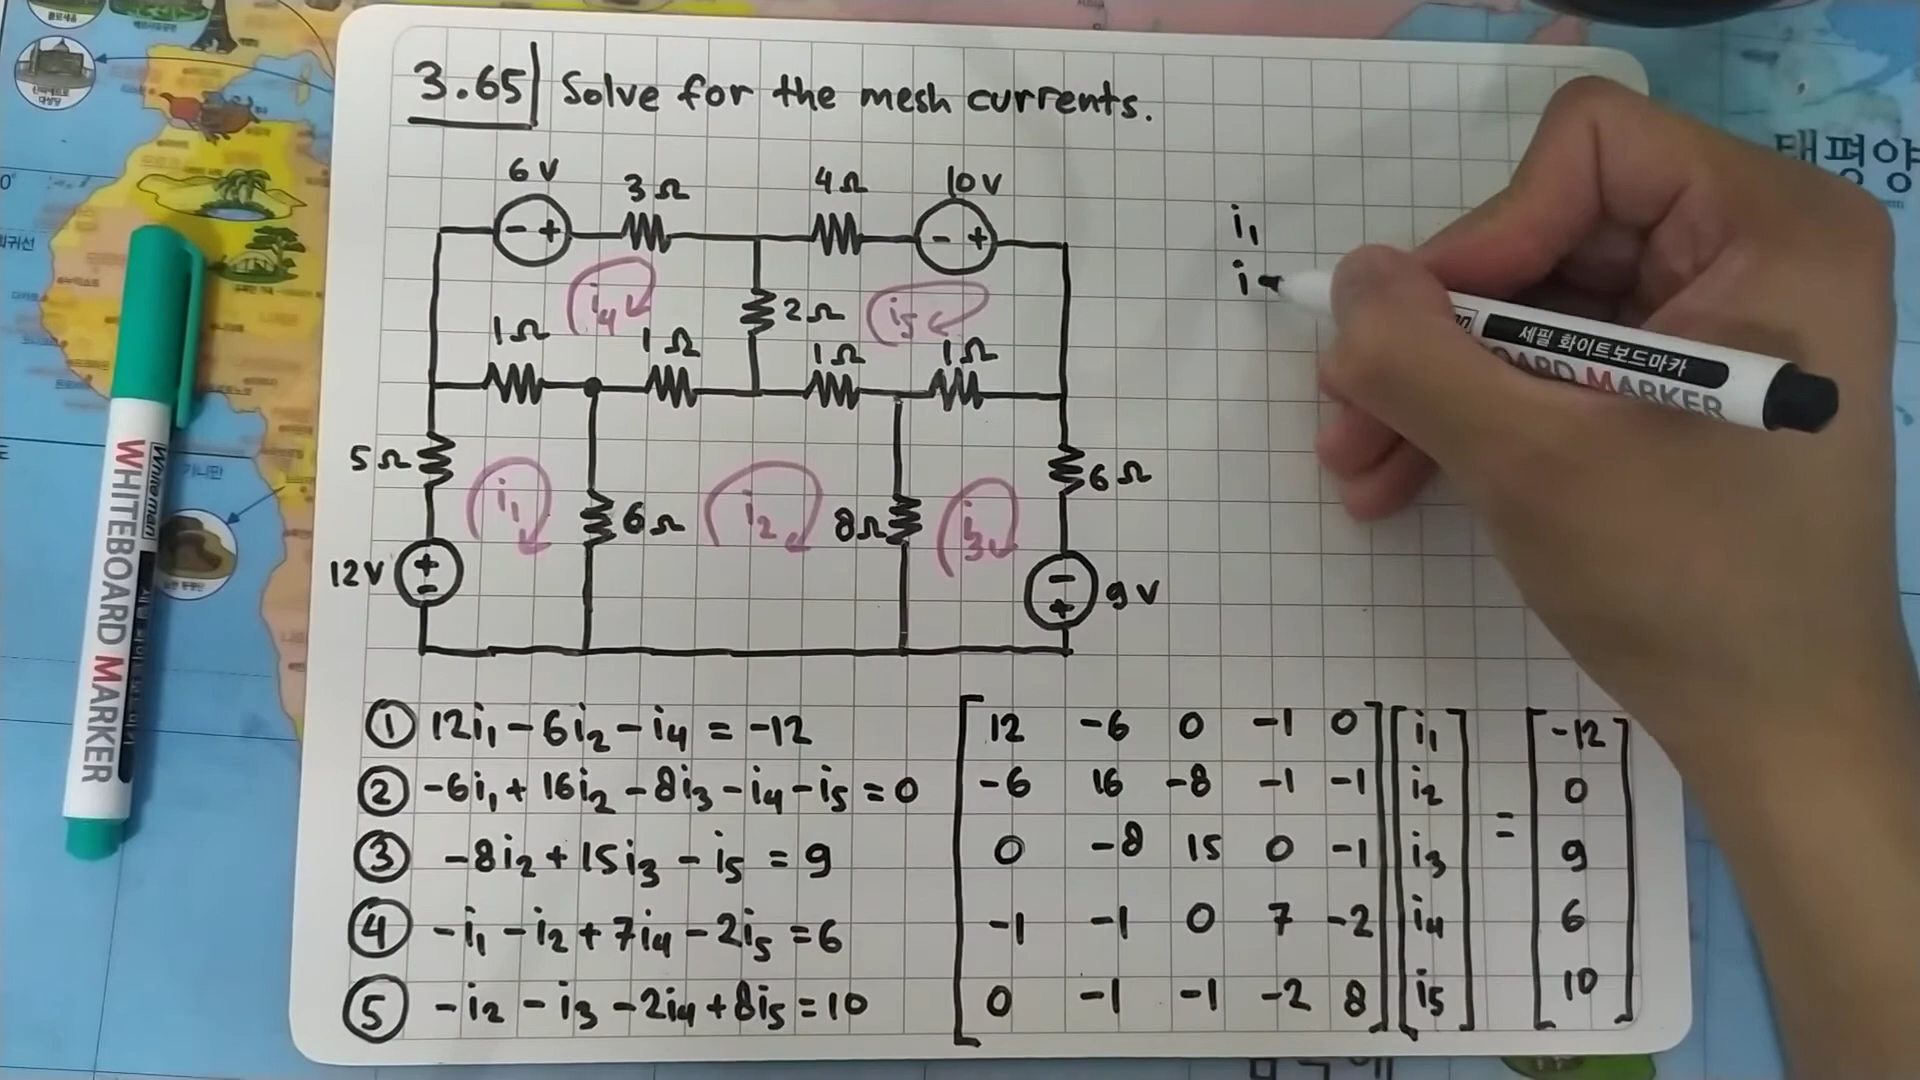 3.65 Solve for the mesh currents.
6V 3Ω 4Ω 10V
i₁
i
i₄ 2Ω i₅
1Ω 1Ω 1Ω 1Ω
5Ω 6Ω
i₁ 6Ω i₂ 8Ω i₃
12V 9V
① 12i₁ - 6i₂ - i₄ = -12
② -6i₁ + 16i₂ - 8i₃ - i₄ - i₅ = 0
③ -8i₂ + 15i₃ - i₅ = 9
④ -i₁ - i₂ + 7i₄ - 2i₅ = 6
⑤ -i₂ - i₃ - 2i₄ + 8i₅ = 10
12 -6 0 -1 0 i₁ -12
-6 16 -8 -1 -1 i₂ 0
0 -8 15 0 -1 i₃ = 9
-1 -1 0 7 -2 i₄ 6
0 -1 -1 -2 8 i₅ 10
Whiteman
WHITEBOARD MARKER
세필 화이트보드마카
BOARD MARKER
태평양